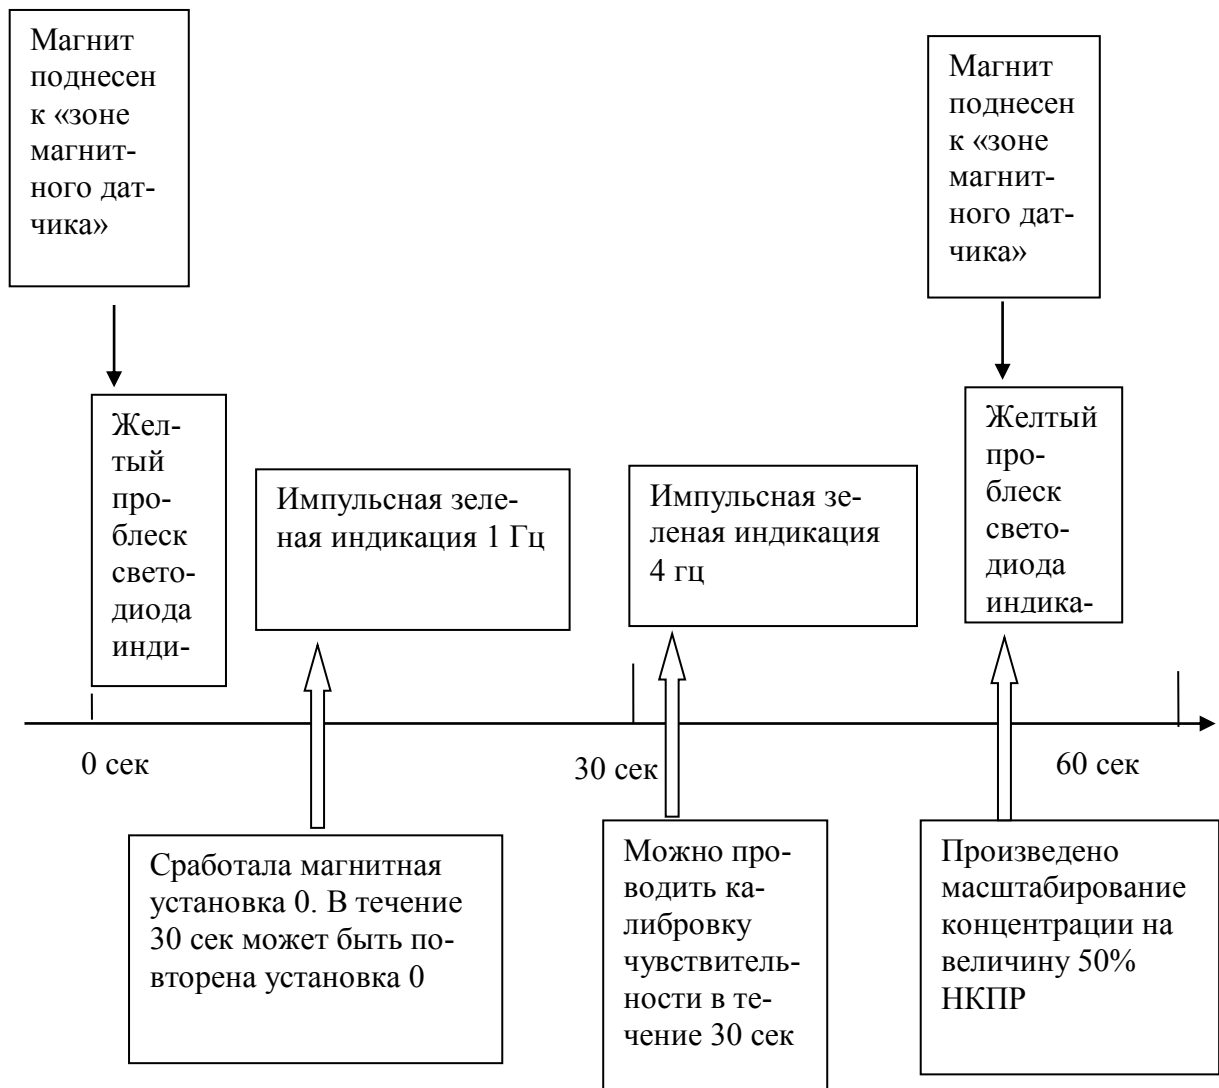 Магнит
поднесен
к «зоне
магнит-
ного дат-
чика»
Магнит
поднесен
к «зоне
магнит-
ного дат-
чика»
Жел-
тый
про-
блеск
свето-
диода
инди-
Импульсная зеле-
ная индикация 1 Гц
Импульсная зе-
леная индикация
4 гц
Желтый
про-
блеск
свето-
диода
индика-
0 сек
30 сек
60 сек
Сработала магнитная
установка 0. В течение
30 сек может быть по-
вторена установка 0
Можно про-
водить ка-
либровку
чувствитель-
ности в те-
чение 30 сек
Произведено
масштабирование
концентрации на
величину 50%
НКПР